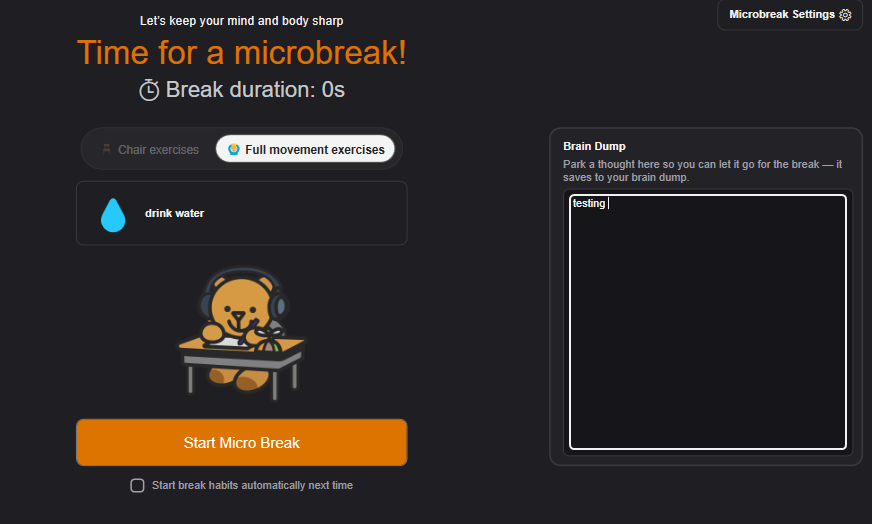 Let's keep your mind and body sharp
Time for a microbreak!
Break duration: 0s
Chair exercises
Full movement exercises
drink water
Start Micro Break
Start break habits automatically next time
Microbreak Settings
Brain Dump
Park a thought here so you can let it go for the break — it
saves to your brain dump.
testing